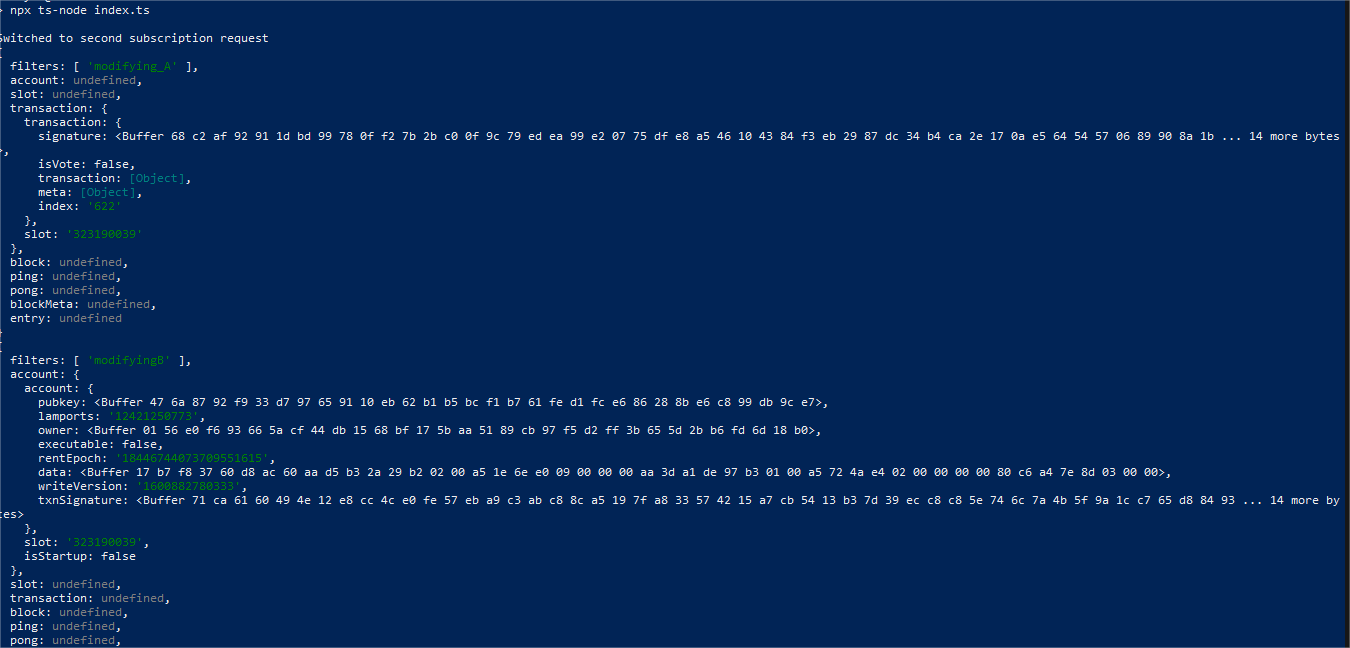 > npx ts-node index.ts
Switched to second subscription request
{
filters: [ 'modifying_A' ],
account: undefined,
slot: undefined,
transaction: {
transaction: {
signature: <Buffer 68 c2 af 92 91 1d bd 99 78 0f f2 7b 2b c0 0f 9c 79 ed ea 99 e2 07 75 df e8 a5 46 10 43 84 f3 eb 29 87 dc 34 b4 ca 2e 17 0a e5 64 54 57 06 89 90 8a 1b ... 14 more bytes
>,
isVote: false,
transaction: [Object],
meta: [Object],
index: '622'
},
slot: '323190039'
},
block: undefined,
ping: undefined,
pong: undefined,
blockMeta: undefined,
entry: undefined
}
{
filters: [ 'modifyingB' ],
account: {
account: {
pubkey: <Buffer 47 6a 87 92 f9 33 d7 97 65 91 10 eb 62 b1 b5 bc f1 b7 61 fe d1 fc e6 86 28 8b e6 c8 99 db 9c e7>,
lamports: '12421250773',
owner: <Buffer 01 56 e0 f6 93 66 5a cf 44 db 15 68 bf 17 5b aa 51 89 cb 97 f5 d2 ff 3b 65 5d 2b b6 fd 6d 18 b0>,
executable: false,
rentEpoch: '18446744073709551615',
data: <Buffer 17 b7 f8 37 60 d8 ac 60 aa d5 b3 2a 29 b2 02 00 a5 1e 6e e0 09 00 00 00 aa 3d a1 de 97 b3 01 00 a5 72 4a e4 02 00 00 00 00 80 c6 a4 7e 8d 03 00 00>,
writeVersion: '1600882780333',
txnSignature: <Buffer 71 ca 61 60 49 4e 12 e8 cc 4c e0 fe 57 eb a9 c3 ab c8 8c a5 19 7f a8 33 57 42 15 a7 cb 54 13 b3 7d 39 ec c8 c8 5e 74 6c 7a 4b 5f 9a 1c c7 65 d8 84 93 ... 14 more by
tes>
},
slot: '323190039',
isStartup: false
},
slot: undefined,
transaction: undefined,
block: undefined,
ping: undefined,
pong: undefined,